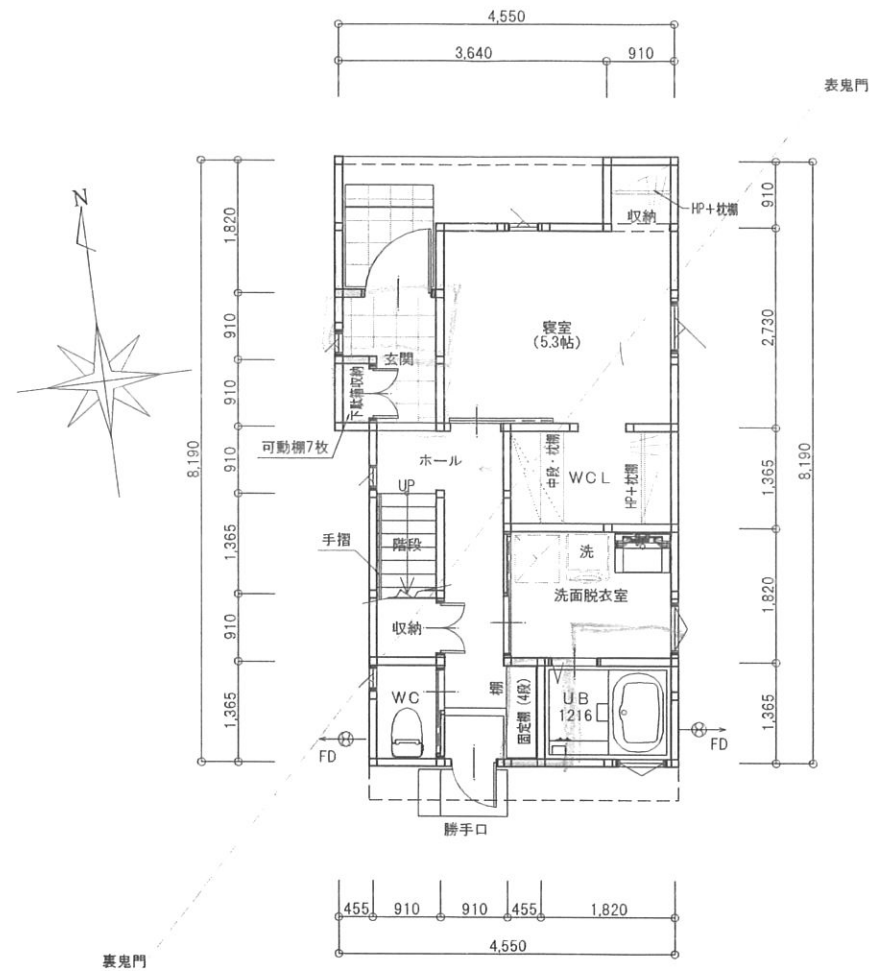 4,550
3,640 910
表鬼門
N
HP+枕棚
収納
1,820
910
910
910
1,365
910
1,365
8,190
910
2,730
1,365
1,820
1,365
8,190
寝室
(5.3帖)
玄関
下駄箱収納
可動棚7枚
ホール
UP
中段・枕棚
WCL
HP+枕棚
手摺
階段
洗
洗面脱衣室
収納
WC
棚
固定棚(4段)
UB
1216
FD
FD
勝手口
455 910 910 455 1,820
4,550
裏鬼門